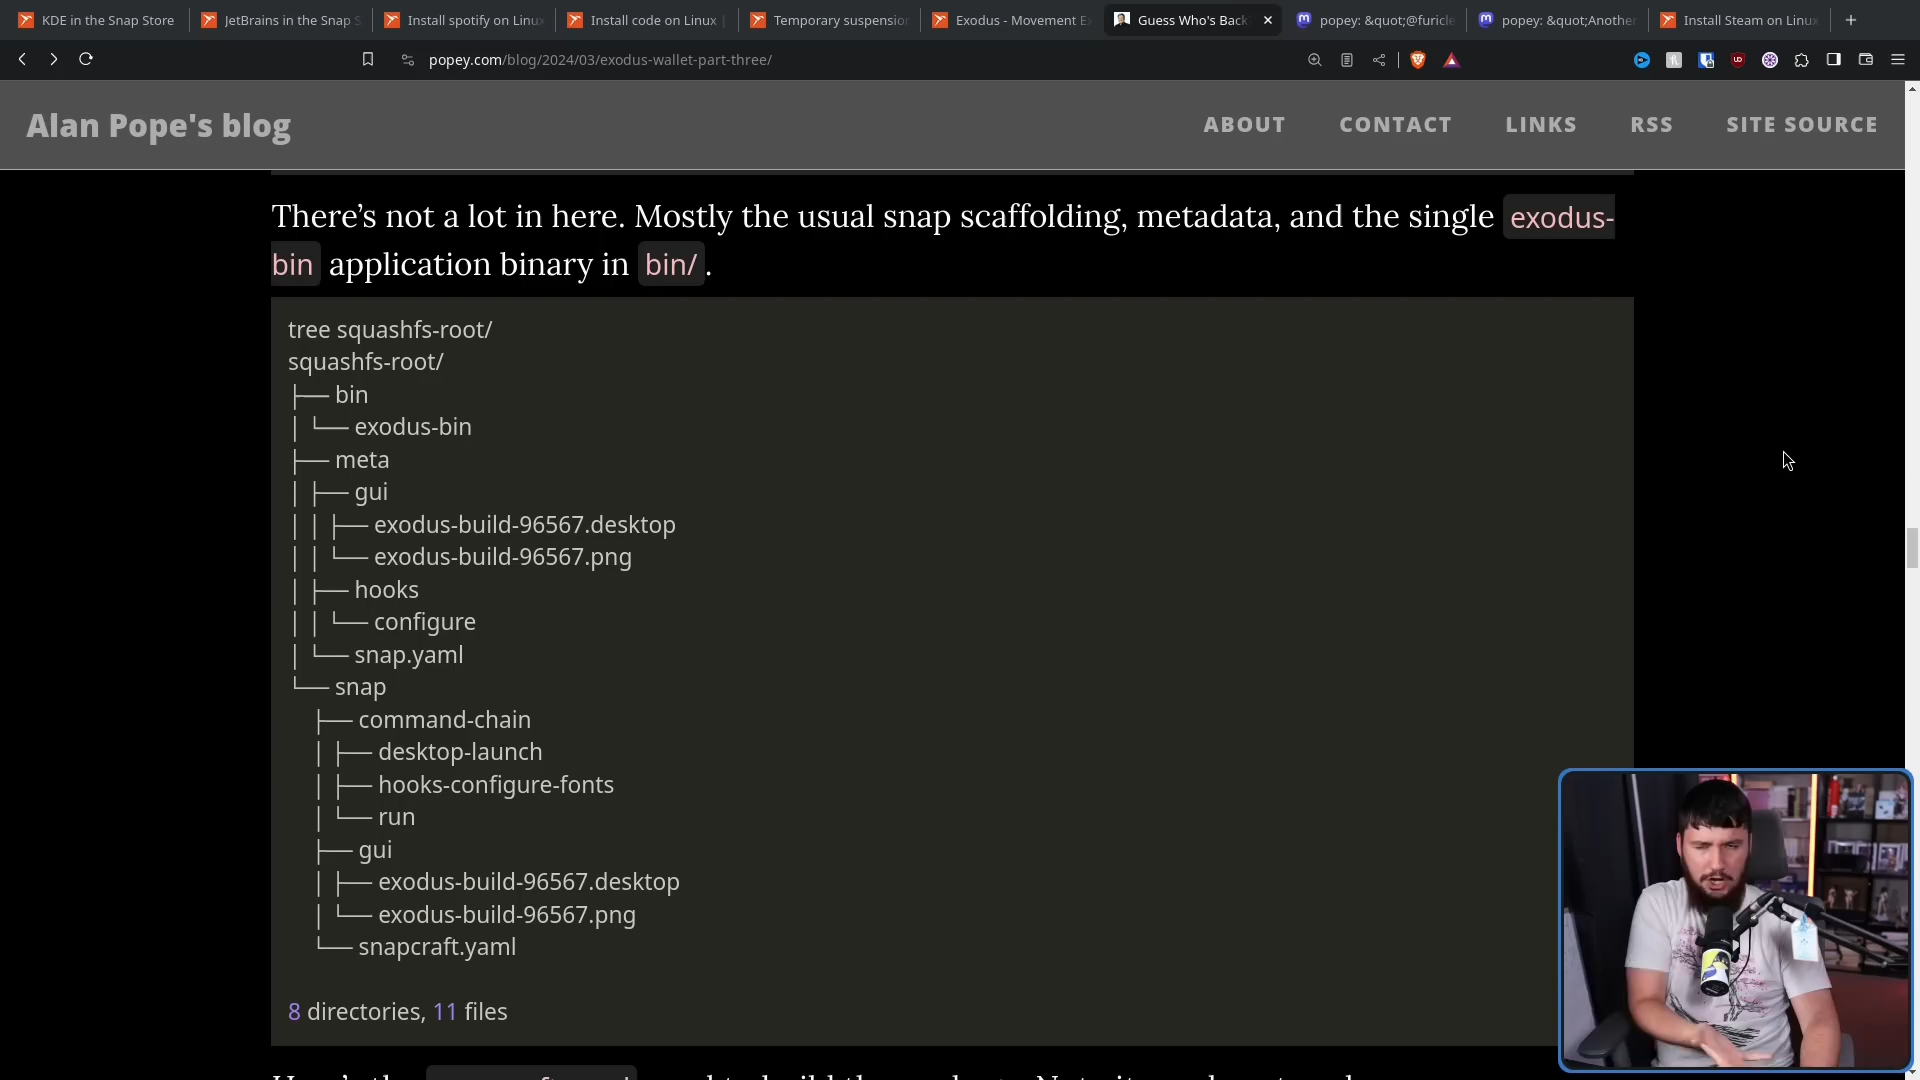 KDE in the Snap Store
JetBrains in the Snap S
Install spotify on Linux
Install code on Linux |
Temporary suspension
Exodus - Movement E
Guess Who's Back
popey: &quot;@furicle
popey: &quot;Another
Install Steam on Linux
popey.com/blog/2024/03/exodus-wallet-part-three/
Alan Pope's blog
ABOUT
CONTACT
LINKS
RSS
SITE SOURCE
There’s not a lot in here. Mostly the usual snap scaffolding, metadata, and the single exodus-
bin application binary in bin/ .
tree squashfs-root/
squashfs-root/
├── bin
│ └── exodus-bin
├── meta
│ ├── gui
│ │ ├── exodus-build-96567.desktop
│ │ └── exodus-build-96567.png
│ ├── hooks
│ │ └── configure
│ └── snap.yaml
└── snap
├── command-chain
│ ├── desktop-launch
│ ├── hooks-configure-fonts
│ └── run
├── gui
│ ├── exodus-build-96567.desktop
│ └── exodus-build-96567.png
└── snapcraft.yaml
8 directories, 11 files